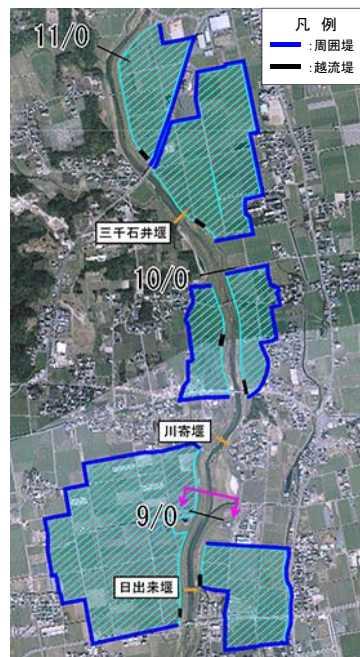 凡 例
:周囲堤
:越流堤
11/0
三千石井堰
10/0
川寄堰
9/0
日出来堰